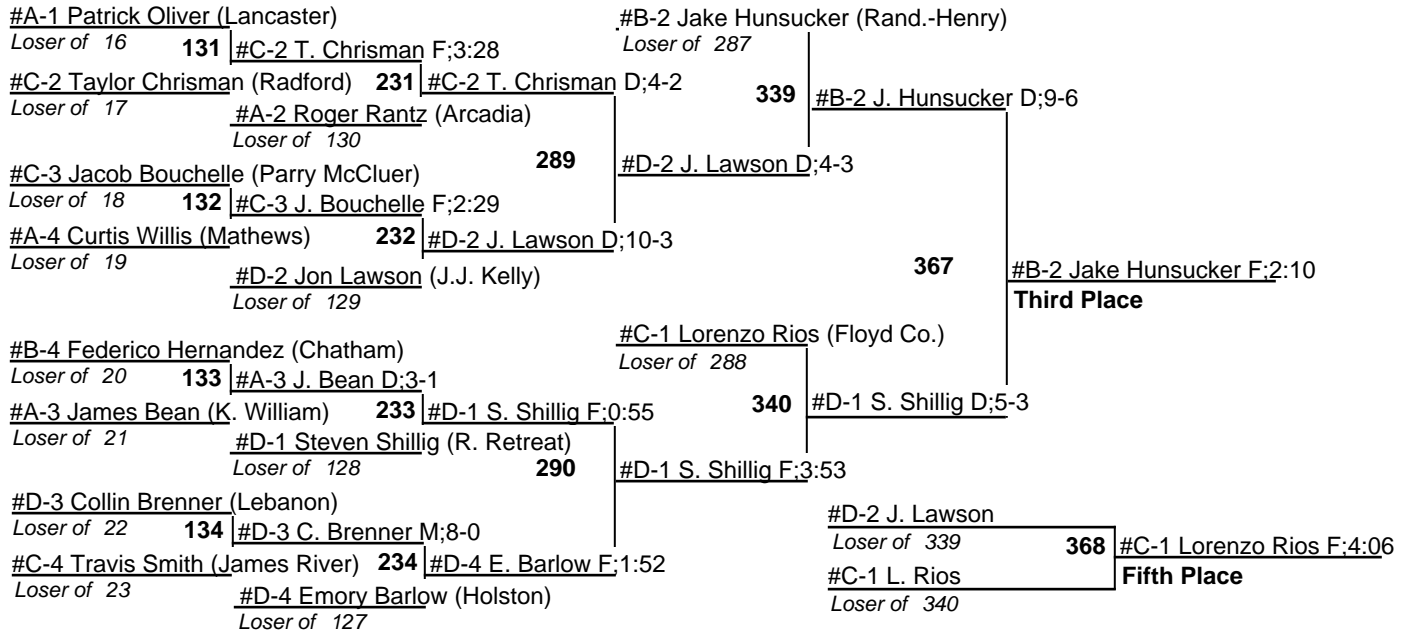 #A-1 Patrick Oliver (Lancaster)
Loser of 16
131
#C-2 T. Chrisman F;3:28
#C-2 Taylor Chrisman (Radford)
Loser of 17
231
#C-2 T. Chrisman D;4-2
#A-2 Roger Rantz (Arcadia)
Loser of 130
289
#C-3 Jacob Bouchelle (Parry McCluer)
Loser of 18
132
#C-3 J. Bouchelle F;2:29
#A-4 Curtis Willis (Mathews)
Loser of 19
232
#D-2 J. Lawson D;10-3
#D-2 Jon Lawson (J.J. Kelly)
Loser of 129
#B-4 Federico Hernandez (Chatham)
Loser of 20
133
#A-3 J. Bean D;3-1
#A-3 James Bean (K. William)
Loser of 21
233
#D-1 S. Shillig F;0:55
#D-1 Steven Shillig (R. Retreat)
Loser of 128
290
#D-3 Collin Brenner (Lebanon)
Loser of 22
134
#D-3 C. Brenner M;8-0
#C-4 Travis Smith (James River)
Loser of 23
234
#D-4 E. Barlow F;1:52
#D-4 Emory Barlow (Holston)
Loser of 127
#B-2 Jake Hunsucker (Rand.-Henry)
Loser of 287
339
#B-2 J. Hunsucker D;9-6
#D-2 J. Lawson D;4-3
367
#B-2 Jake Hunsucker F;2:10
Third Place
#C-1 Lorenzo Rios (Floyd Co.)
Loser of 288
340
#D-1 S. Shillig D;5-3
#D-1 S. Shillig F;3:53
#D-2 J. Lawson
Loser of 339
368
#C-1 Lorenzo Rios F;4:06
#C-1 L. Rios
Fifth Place
Loser of 340